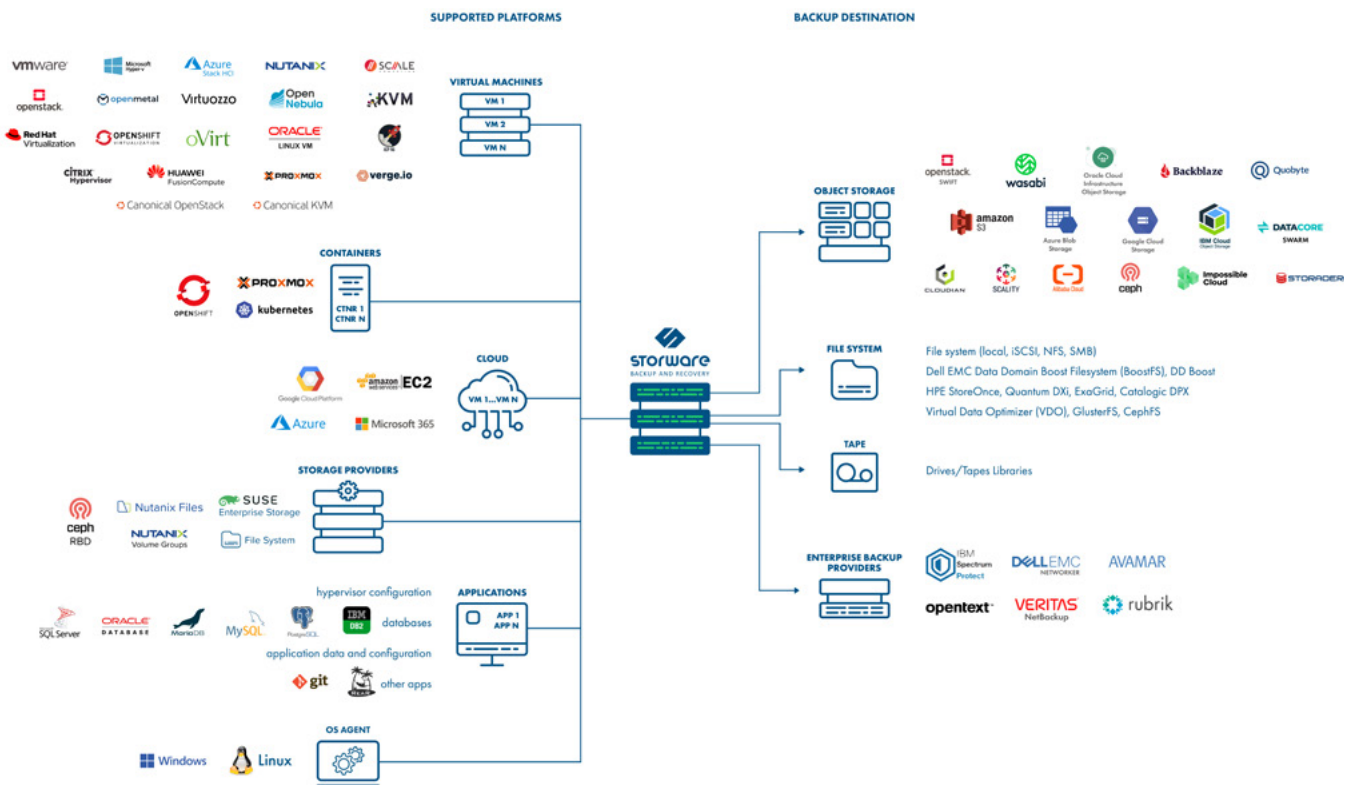 SUPPORTED PLATFORMS
BACKUP DESTINATION
vmware
Microsoft
Hyper-v
Azure
Stack HCI
NUTANIX
SCALE
VIRTUAL MACHINES
VM 1
VM 2
VM N
openstack.
openmetal
Virtuozzo
Open
Nebula
KVM
Red Hat
Virtualization
OPENSHIFT
VIRTUALIZATION
oVirt
ORACLE
LINUX VM
CİTRIX
Hypervisor
HUAWEI
FusionCompute
PROXMOX
verge.io
Canonical OpenStack
Canonical KVM
CONTAINERS
OPENSHIFT
PROXMOX
kubernetes
CTNR 1
CTNR N
CLOUD
Google Cloud Platform
amazon
web services
EC2
VM 1...VM N
Azure
Microsoft 365
STORAGE PROVIDERS
ceph
RBD
Nutanix Files
SUSE
Enterprise Storage
NUTANIX
Volume Groups
File System
APPLICATIONS
hypervisor configuration
SQL Server
ORACLE
DATABASE
MariaDB
MySQL
PostgreSQL
IBM
DB2
databases
APP 1
APP N
application data and configuration
git
other apps
OS AGENT
Windows
Linux
STORWARE
BACKUP AND RECOVERY
OBJECT STORAGE
openstack.
SWIFT
wasabi
Oracle Cloud
Infrastructure
Object Storage
Backblaze
Quobyte
amazon
S3
Azure Blob
Storage
Google Cloud
Storage
IBM Cloud
Object Storage
DATACORE
SWARM
CLOUDIAN
SCALITY
Alibaba Cloud
ceph
Impossible
Cloud
STORADER
FILE SYSTEM
File system (local, iSCSI, NFS, SMB)
Dell EMC Data Domain Boost Filesystem (BoostFS), DD Boost
HPE StoreOnce, Quantum DXi, ExaGrid, Catalogic DPX
Virtual Data Optimizer (VDO), GlusterFS, CephFS
TAPE
Drives/Tapes Libraries
ENTERPRISE BACKUP
PROVIDERS
IBM
Spectrum
Protect
DELLEMC
NETWORKER
AVAMAR
opentext™
VERITAS
NetBackup
rubrik